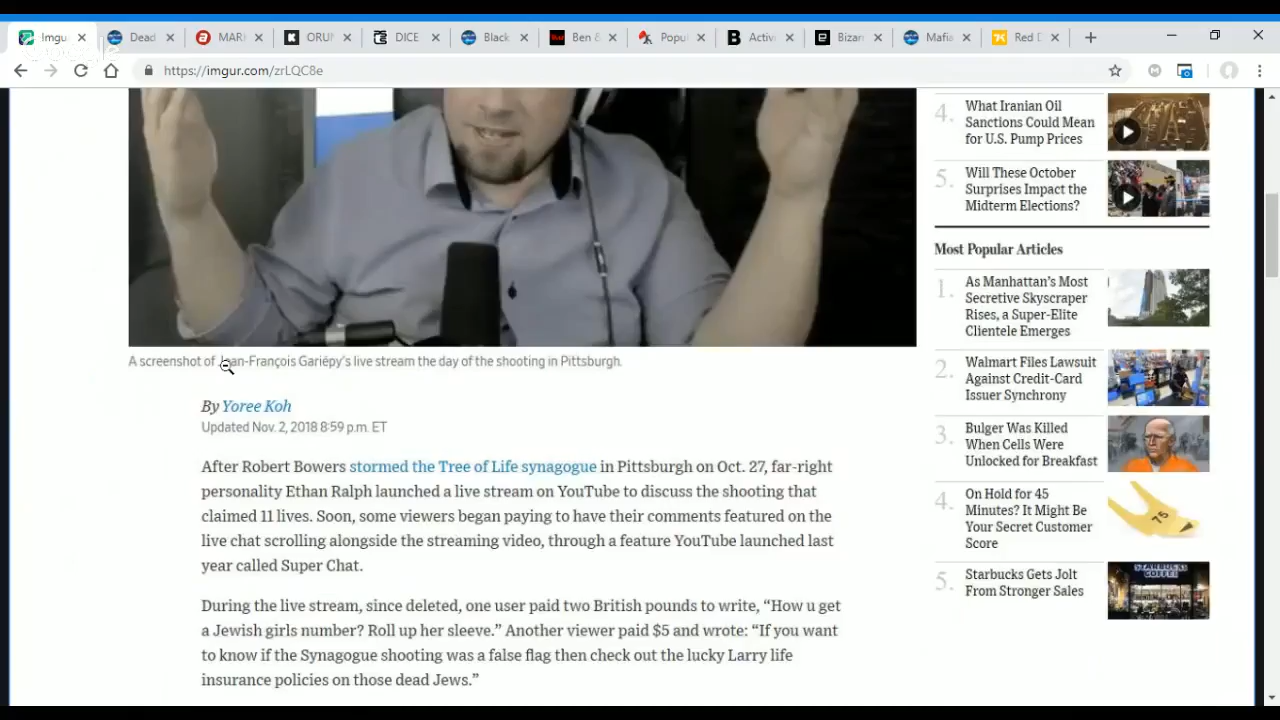 Imgur
Dead
MAR
ORU
DICE
Black
Ben &
Popul
Activ
Bizar
Mafia
Red D
https://imgur.com/zrLQC8e
4. What Iranian Oil
Sanctions Could Mean
for U.S. Pump Prices
5. Will These October
Surprises Impact the
Midterm Elections?
Most Popular Articles
1. As Manhattan's Most
Secretive Skyscraper
Rises, a Super-Elite
Clientele Emerges
2. Walmart Files Lawsuit
Against Credit-Card
Issuer Synchrony
3. Bulger Was Killed
When Cells Were
Unlocked for Breakfast
4. On Hold for 45
Minutes? It Might Be
Your Secret Customer
Score
75
5. Starbucks Gets Jolt
From Stronger Sales
STARBUCKS
COFFEE
A screenshot of Jean-François Gariépy's live stream the day of the shooting in Pittsburgh.
By Yoree Koh
Updated Nov. 2, 2018 8:59 p.m. ET
After Robert Bowers stormed the Tree of Life synagogue in Pittsburgh on Oct. 27, far-right
personality Ethan Ralph launched a live stream on YouTube to discuss the shooting that
claimed 11 lives. Soon, some viewers began paying to have their comments featured on the
live chat scrolling alongside the streaming video, through a feature YouTube launched last
year called Super Chat.
During the live stream, since deleted, one user paid two British pounds to write, “How u get
a Jewish girls number? Roll up her sleeve.” Another viewer paid $5 and wrote: “If you want
to know if the Synagogue shooting was a false flag then check out the lucky Larry life
insurance policies on those dead Jews.”